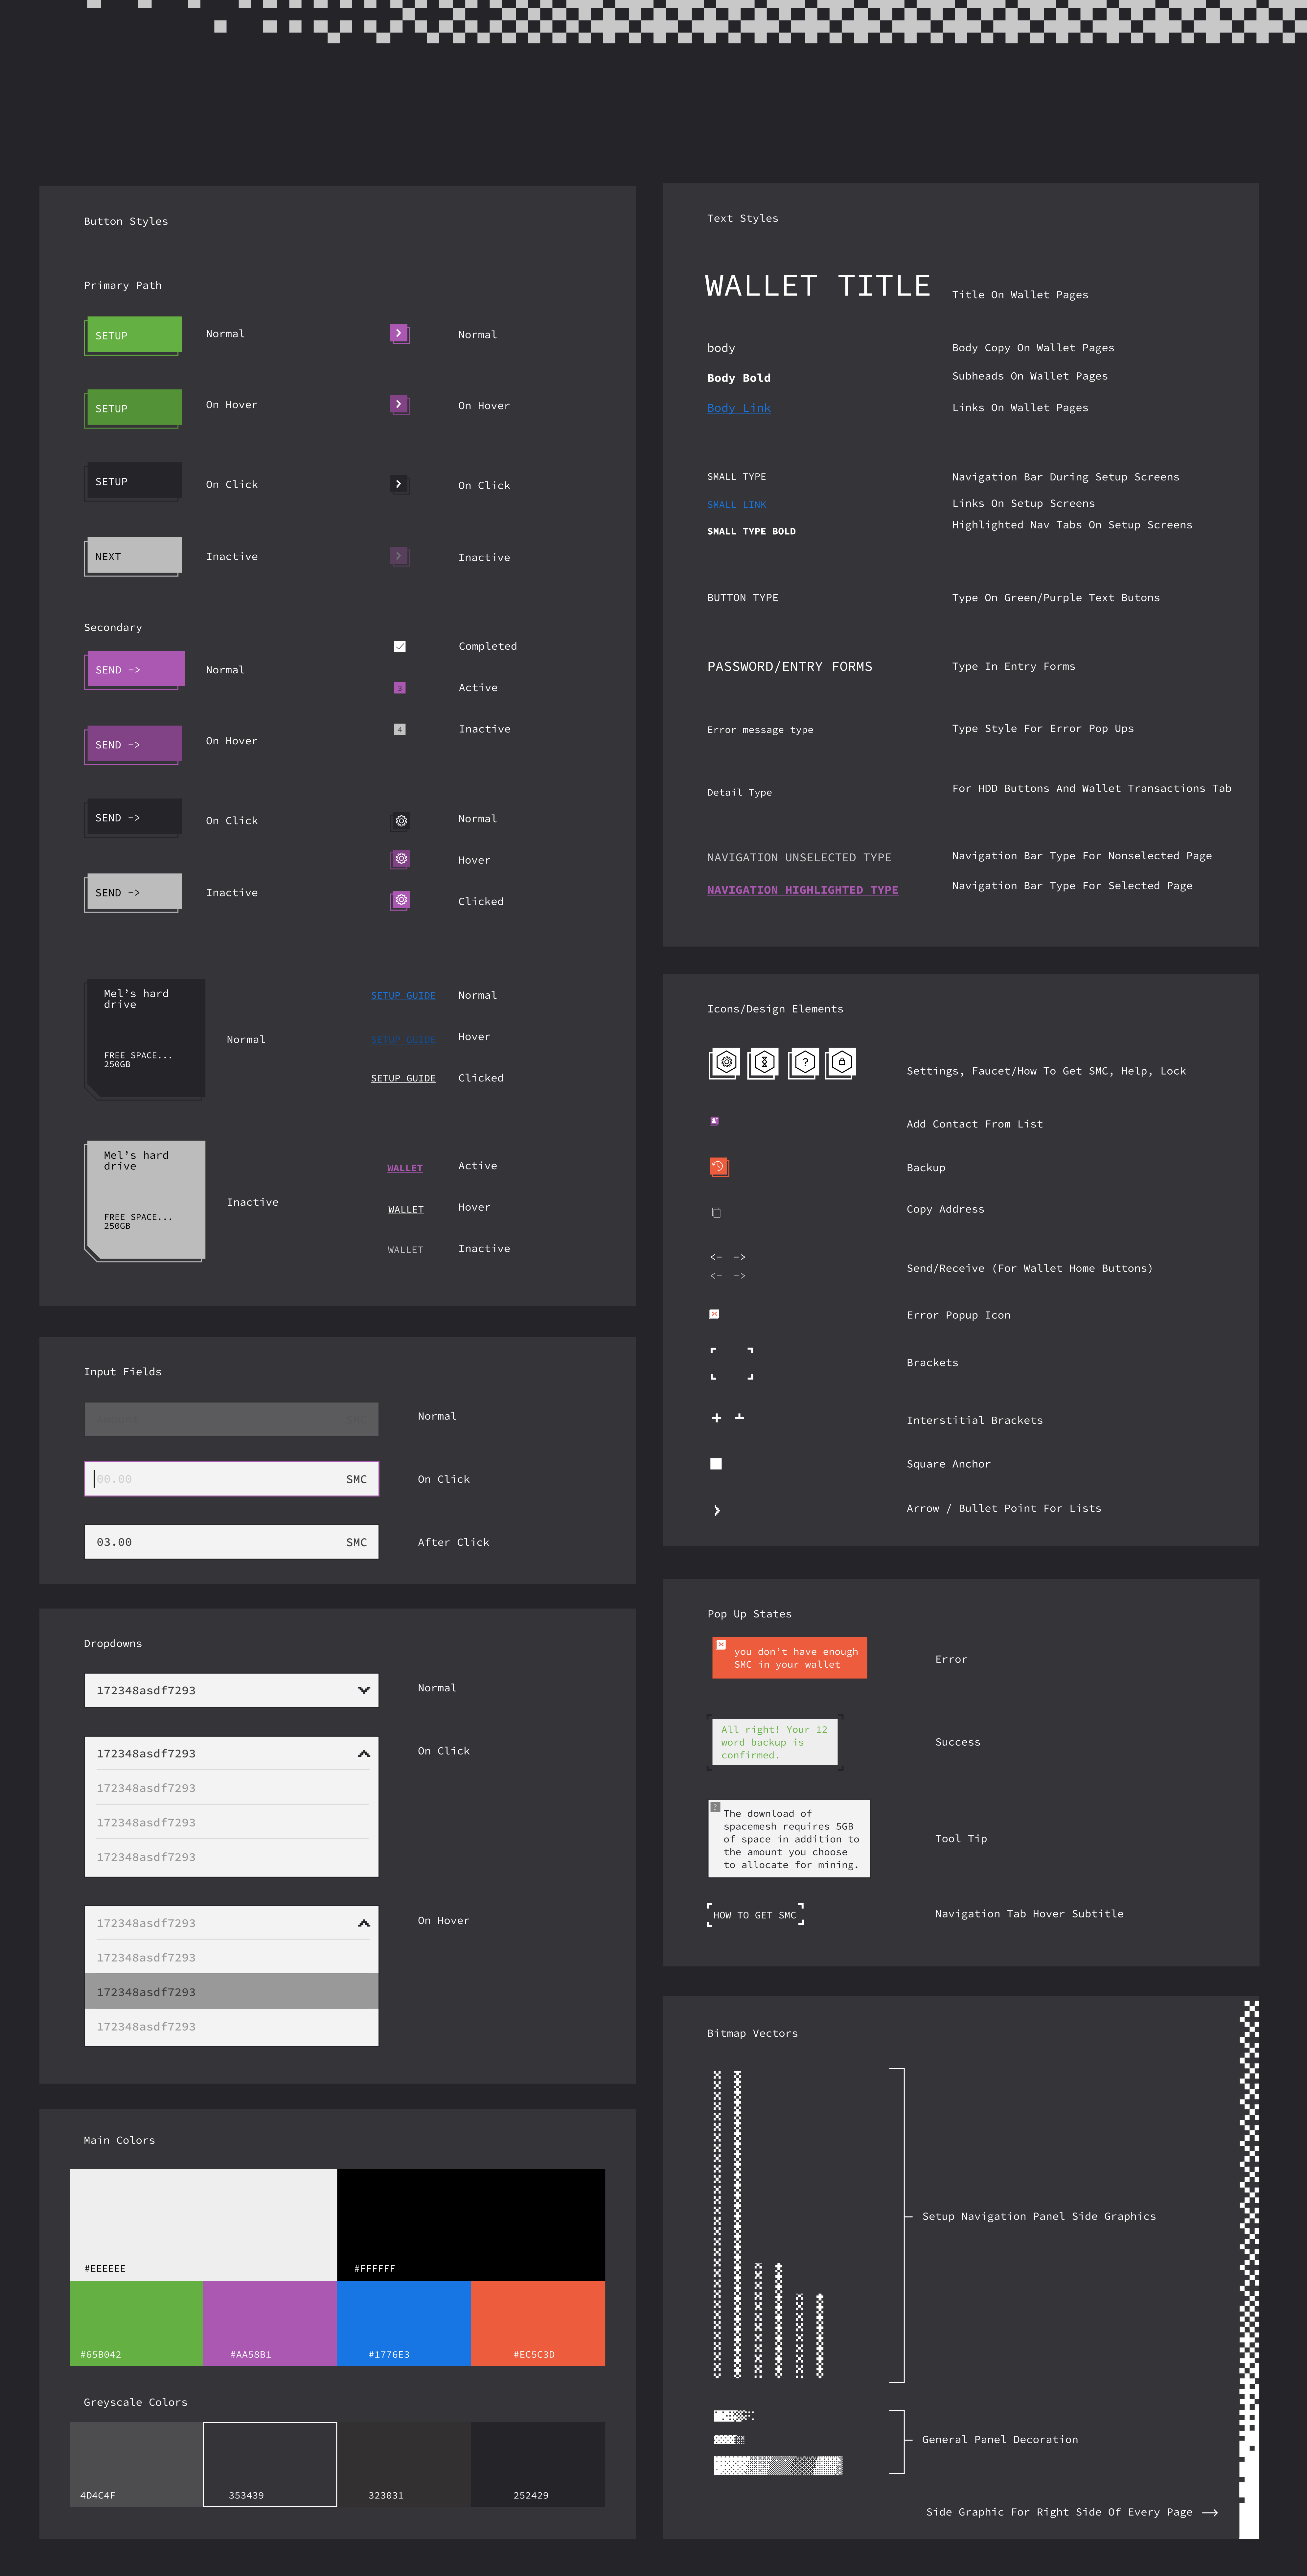 Button Styles
Primary Path
SETUP Normal Normal
SETUP On Hover On Hover
SETUP On Click On Click
NEXT Inactive Inactive
Secondary
Completed
SEND -> Normal
3 Active
4 Inactive
SEND -> On Hover
SEND -> On Click
Normal
Hover
SEND -> Inactive
Clicked
Mel’s hard
drive
FREE SPACE...
250GB
Normal
SETUP GUIDE Normal
SETUP GUIDE Hover
SETUP GUIDE Clicked
Mel’s hard
drive
FREE SPACE...
250GB
Inactive
WALLET Active
WALLET Hover
WALLET Inactive
Input Fields
SMC Normal
00.00 SMC On Click
03.00 SMC After Click
Dropdowns
172348asdf7293 Normal
172348asdf7293 On Click
172348asdf7293
172348asdf7293
172348asdf7293
172348asdf7293 On Hover
172348asdf7293
172348asdf7293
172348asdf7293
Main Colors
#EEEEEE #FFFFFF
#65B042 #AA58B1 #1776E3 #EC5C3D
Greyscale Colors
4D4C4F 353439 323031 252429
Text Styles
WALLET TITLE Title On Wallet Pages
body Body Copy On Wallet Pages
Body Bold Subheads On Wallet Pages
Body Link Links On Wallet Pages
SMALL TYPE Navigation Bar During Setup Screens
SMALL LINK Links On Setup Screens
SMALL TYPE BOLD Highlighted Nav Tabs On Setup Screens
BUTTON TYPE Type On Green/Purple Text Butons
PASSWORD/ENTRY FORMS Type In Entry Forms
Error message type Type Style For Error Pop Ups
Detail Type For HDD Buttons And Wallet Transactions Tab
NAVIGATION UNSELECTED TYPE Navigation Bar Type For Nonselected Page
NAVIGATION HIGHLIGHTED TYPE Navigation Bar Type For Selected Page
Icons/Design Elements
? Settings, Faucet/How To Get SMC, Help, Lock
Add Contact From List
Backup
Copy Address
<- ->
<- ->
Send/Receive (For Wallet Home Buttons)
Error Popup Icon
Brackets
Interstitial Brackets
Square Anchor
Arrow / Bullet Point For Lists
Pop Up States
you don’t have enough
SMC in your wallet
Error
All right! Your 12
word backup is
confirmed.
Success
?
The download of
spacemesh requires 5GB
of space in addition to
the amount you choose
to allocate for mining.
Tool Tip
HOW TO GET SMC Navigation Tab Hover Subtitle
Bitmap Vectors
Setup Navigation Panel Side Graphics
General Panel Decoration
Side Graphic For Right Side Of Every Page